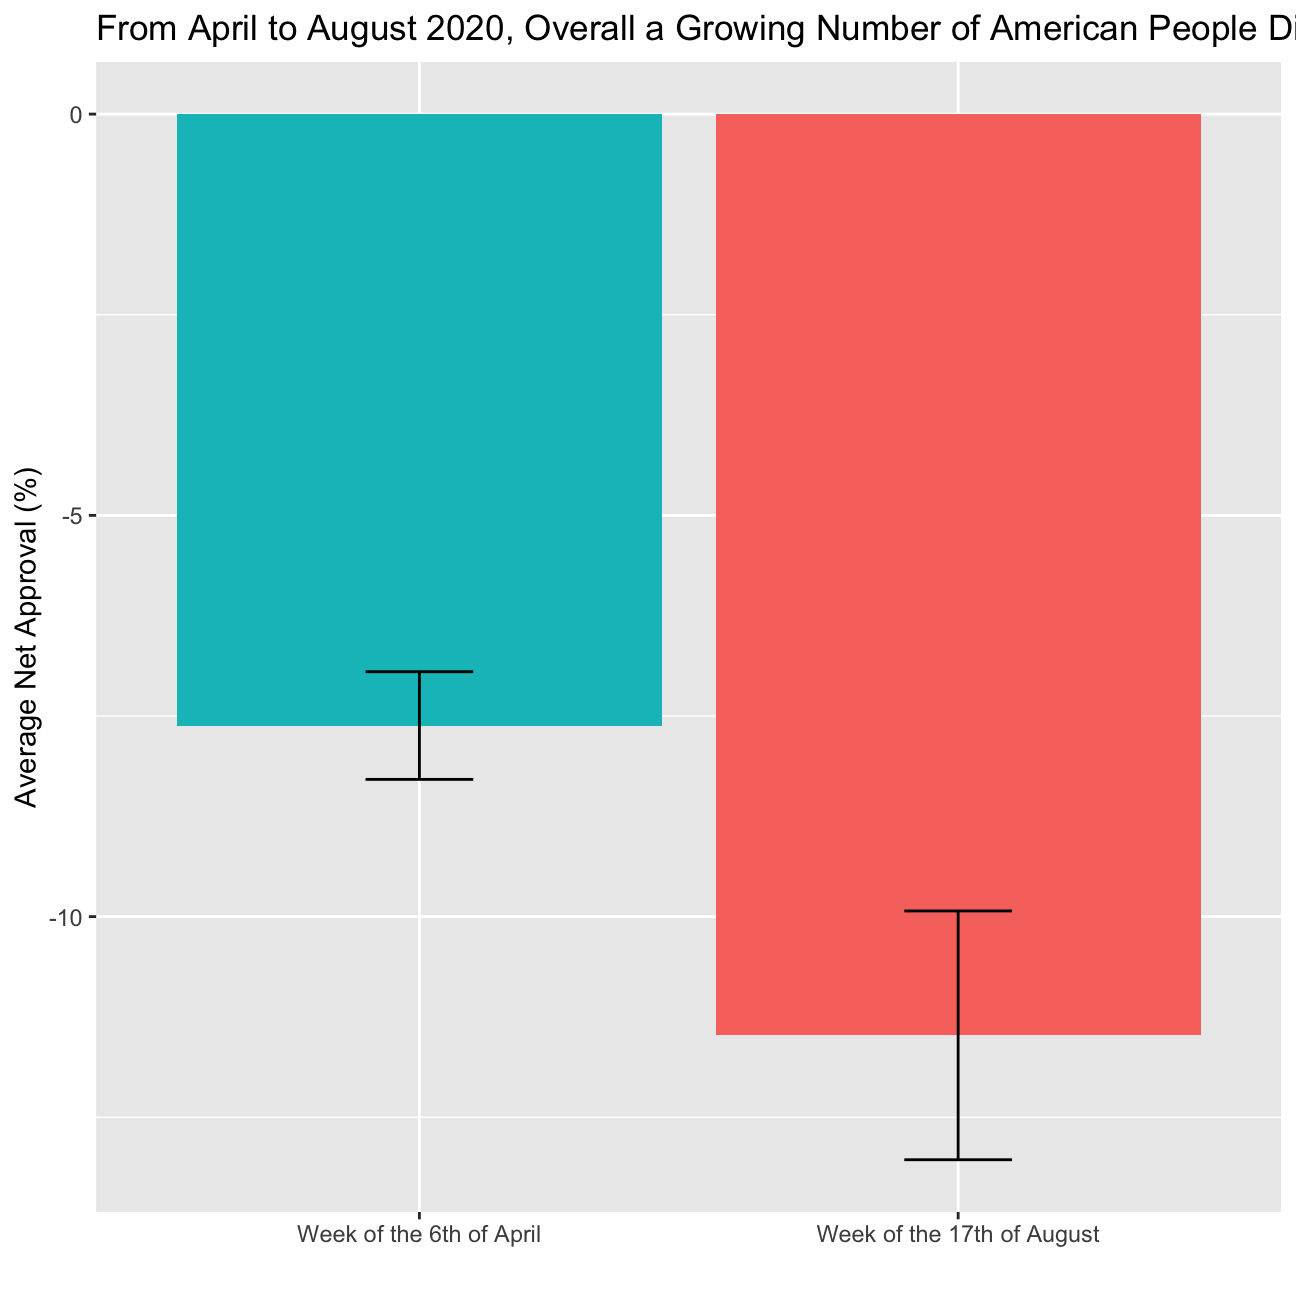 From April to August 2020, Overall a Growing Number of American People Di
0
-5
-10
Average Net Approval (%)
Week of the 6th of April
Week of the 17th of August